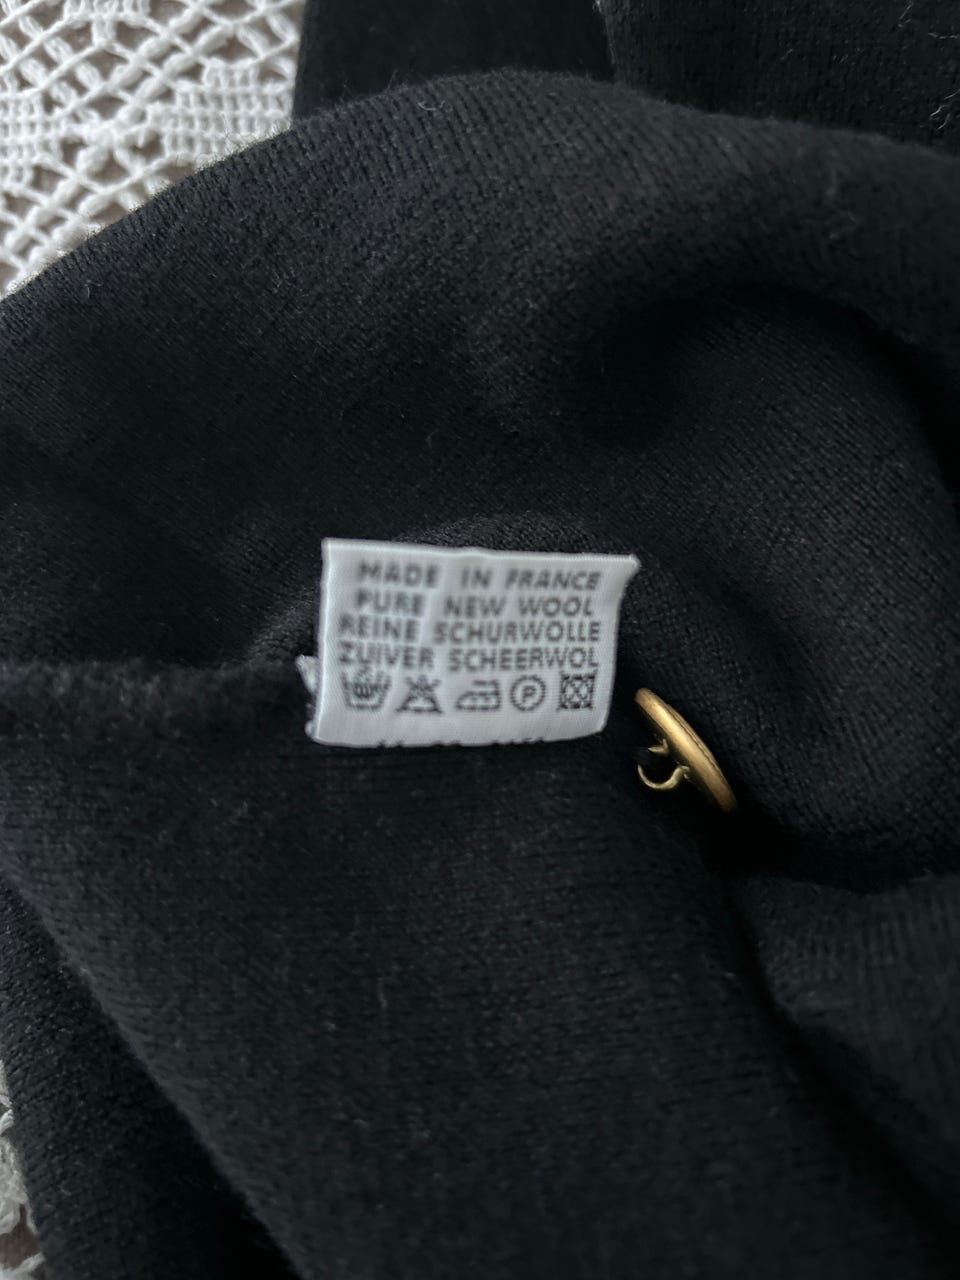 MADE IN FRANCE
PURE NEW WOOL
REINE SCHURWOLLE
ZUIVER SCHEERWOL
P